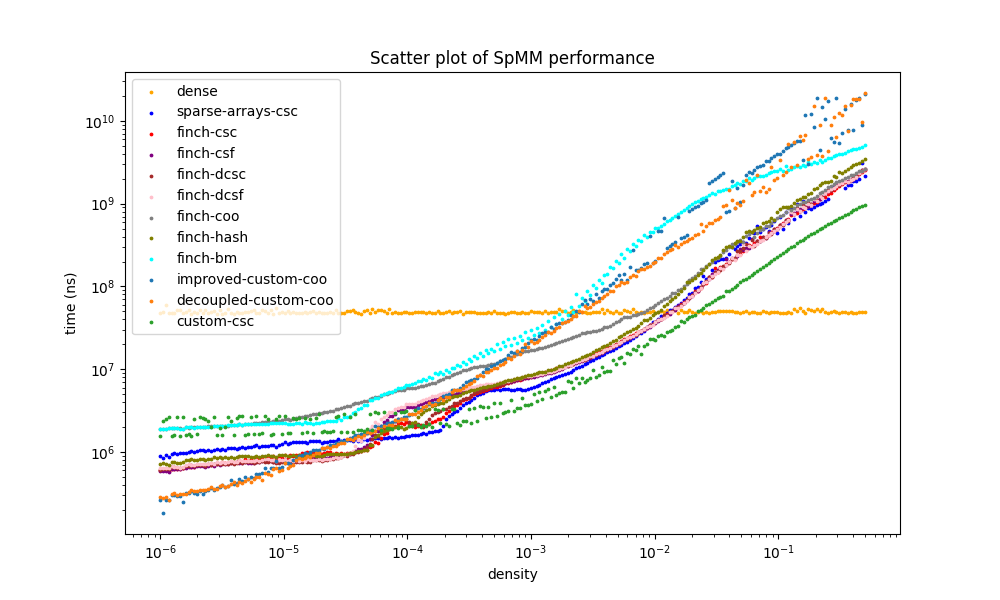 Scatter plot of SpMM performance
dense
sparse-arrays-csc
finch-csc
finch-csf
finch-dcsc
finch-dcsf
finch-coo
finch-hash
finch-bm
improved-custom-coo
decoupled-custom-coo
custom-csc
time (ns)
10¹⁰
10⁹
10⁸
10⁷
10⁶
10⁻⁶ 10⁻⁵ 10⁻⁴ 10⁻³ 10⁻² 10⁻¹
density